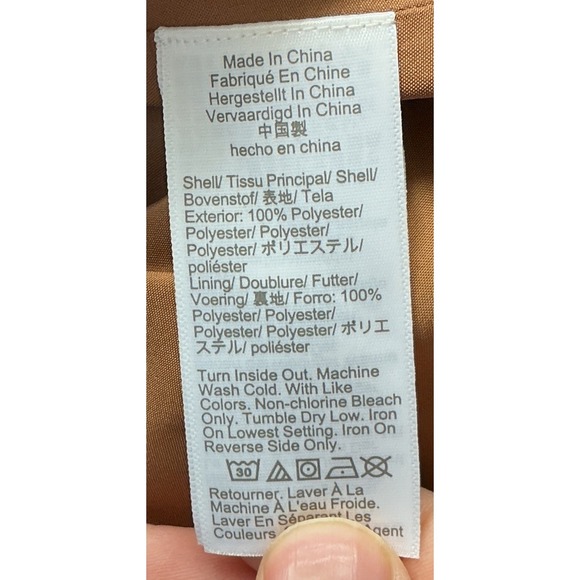 Made In China
Fabriqué En Chine
Hergestellt In China
Vervaardigd In China
中国製
hecho en china
Shell/ Tissu Principal/ Shell/
Bovenstof/ 表地/ Tela
Exterior: 100% Polyester/
Polyester/ Polyester/
Polyester/ ポリエステル/
poliéster
Lining/ Doublure/ Futter/
Voering/ 裏地/ Forro: 100%
Polyester/ Polyester/
Polyester/ Polyester/ ポリエ
ステル/ poliéster
Turn Inside Out. Machine
Wash Cold. With Like
Colors. Non-chlorine Bleach
Only. Tumble Dry Low. Iron
On Lowest Setting. Iron On
Reverse Side Only.
30
Retourner. Laver À La
Machine À L'eau Froide.
Laver En Séparant Les
Couleurs Agent